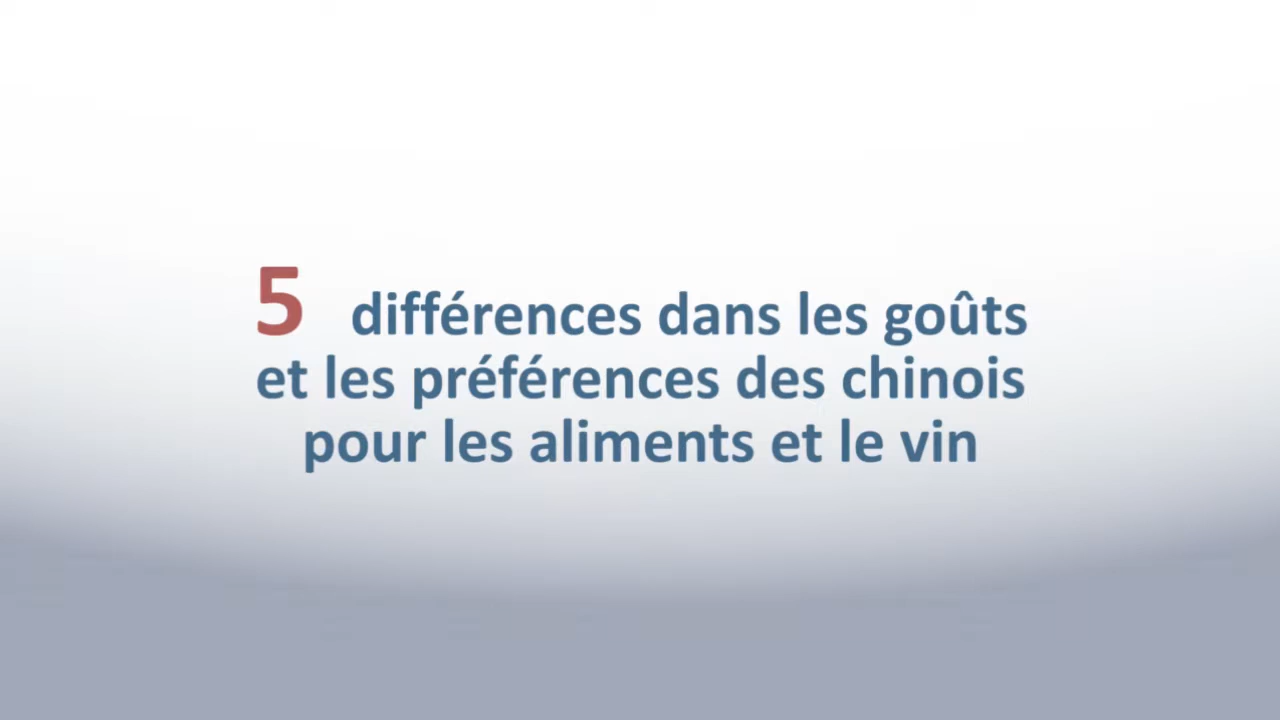 5 différences dans les goûts
et les préférences des chinois
pour les aliments et le vin